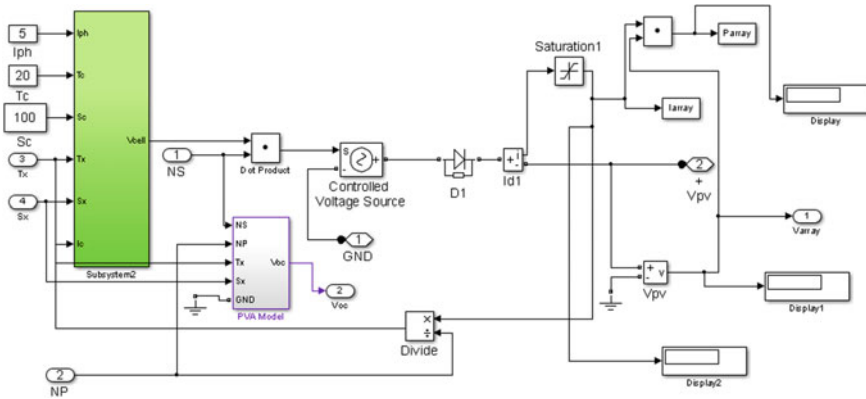 5
Iph
20
Tc
100
Sc
3
Tx
4
Sx
2
NP
Iph
Tc
Sc
Tx
Sx
Ic
Vcell
Subsystem2
1
NS
Dot Product
NS
NP
Tx
Sx
GND
Voc
PVA Model
2
Voc
S
+
-
Controlled
Voltage Source
1
GND
×
÷
Divide
D1
+
i
-
Id1
Saturation1
Parray
Iarray
Display
2
+
Vpv
1
Varray
+
-
v
Vpv
Display1
Display2